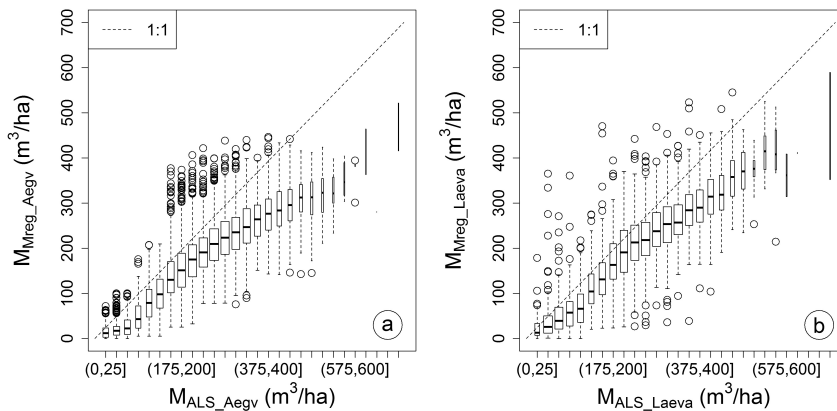 700
600
500
400
300
200
100
0
M_Mreg_Aegv (m³/ha)
1:1
a
(0,25] (175,200] (375,400] (575,600]
M_ALS_Aegv (m³/ha)
700
600
500
400
300
200
100
0
M_Mreg_Laeva (m³/ha)
1:1
b
(0,25] (175,200] (375,400] (575,600]
M_ALS_Laeva (m³/ha)